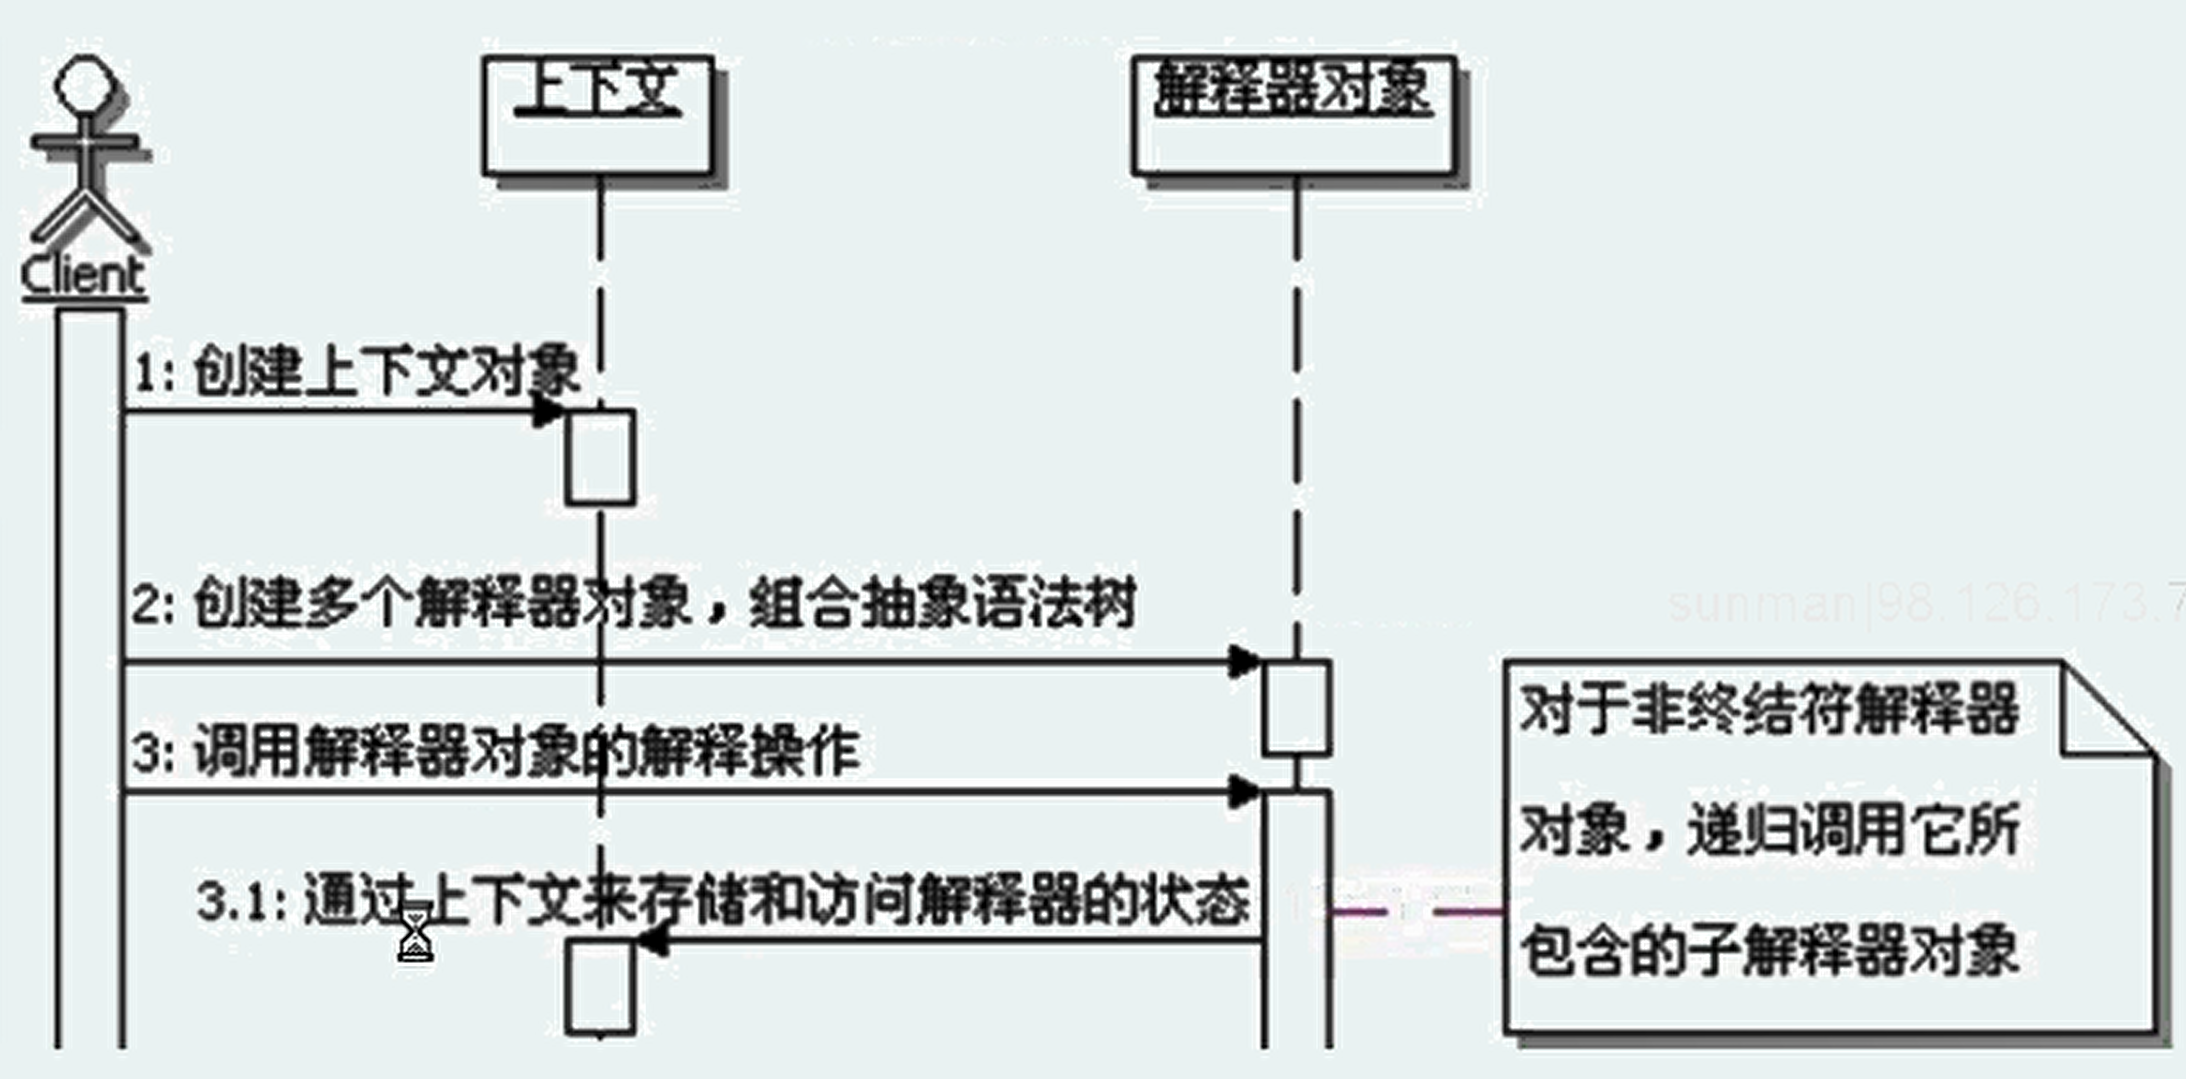 上下文
解释器对象
Client
1: 创建上下文对象
2: 创建多个解释器对象，组合抽象语法树
3: 调用解释器对象的解释操作
3.1: 通过上下文来存储和访问解释器的状态
sunman|98.126.173.7
对于非终结符解释器
对象，递归调用它所
包含的子解释器对象